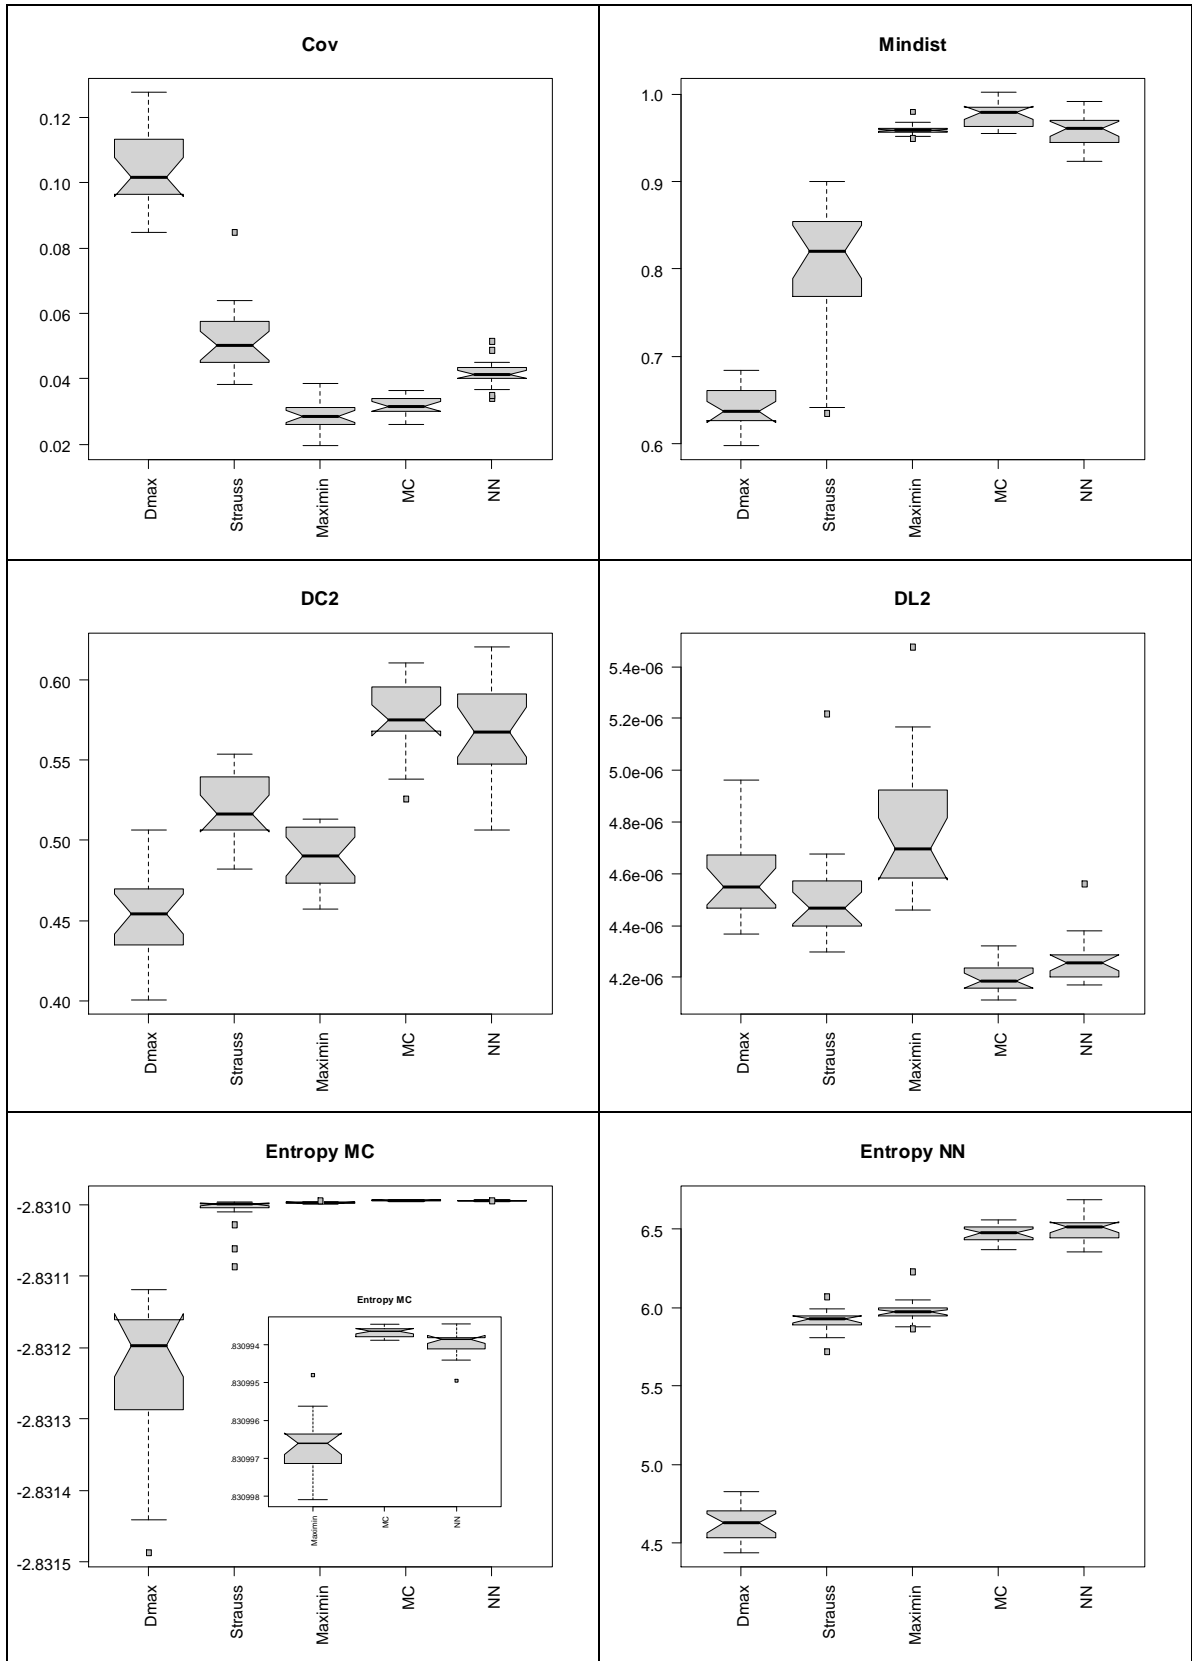 Cov
0.12
0.10
0.08
0.06
0.04
0.02
Dmax
Strauss
Maximin
MC
NN
Mindist
1.0
0.9
0.8
0.7
0.6
Dmax
Strauss
Maximin
MC
NN
DC2
0.60
0.55
0.50
0.45
0.40
Dmax
Strauss
Maximin
MC
NN
DL2
5.4e-06
5.2e-06
5.0e-06
4.8e-06
4.6e-06
4.4e-06
4.2e-06
Dmax
Strauss
Maximin
MC
NN
Entropy MC
-2.8310
-2.8311
-2.8312
-2.8313
-2.8314
-2.8315
Dmax
Strauss
Maximin
MC
NN
Entropy MC
.830994
.830995
.830996
.830997
.830998
Maximin
MC
NN
Entropy NN
6.5
6.0
5.5
5.0
4.5
Dmax
Strauss
Maximin
MC
NN